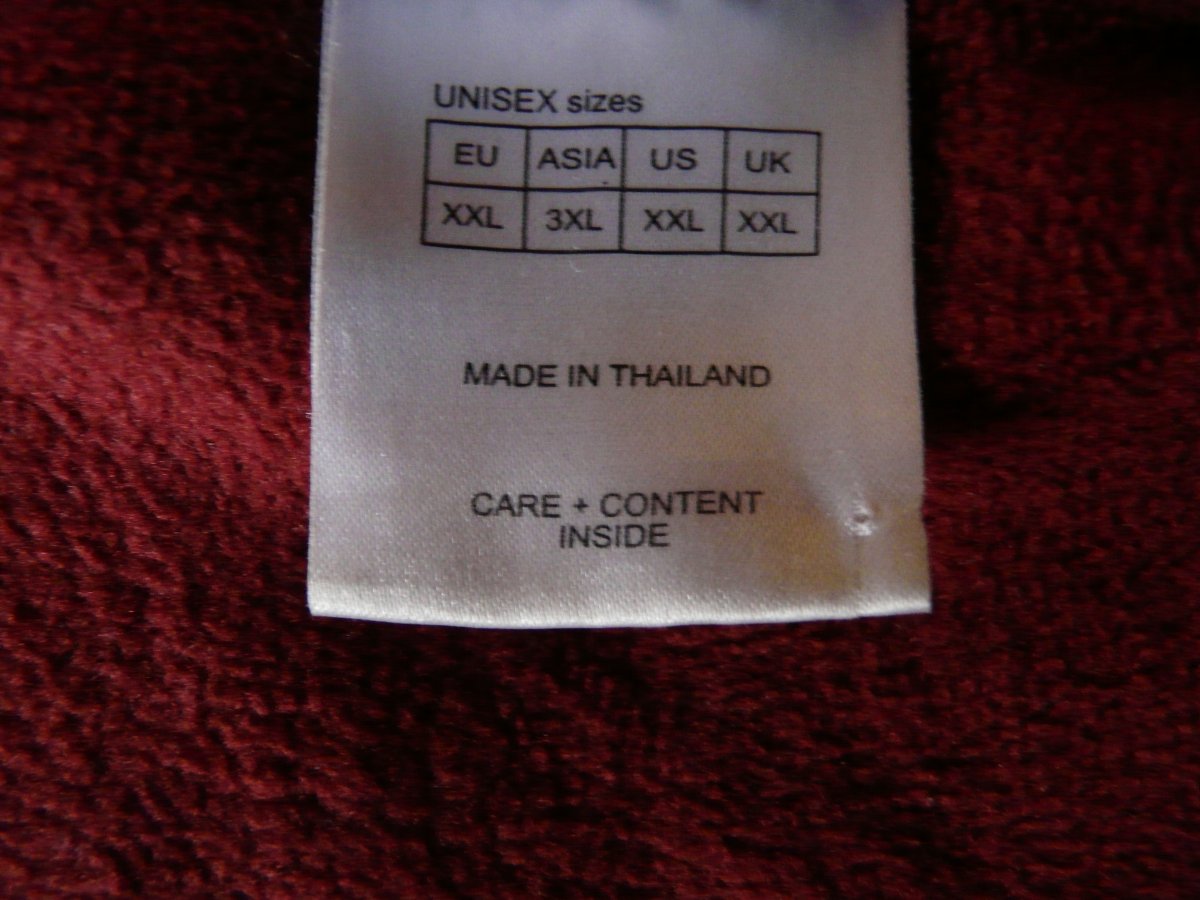 UNISEX sizes
EU ASIA US UK
XXL 3XL XXL XXL
MADE IN THAILAND
CARE + CONTENT
INSIDE